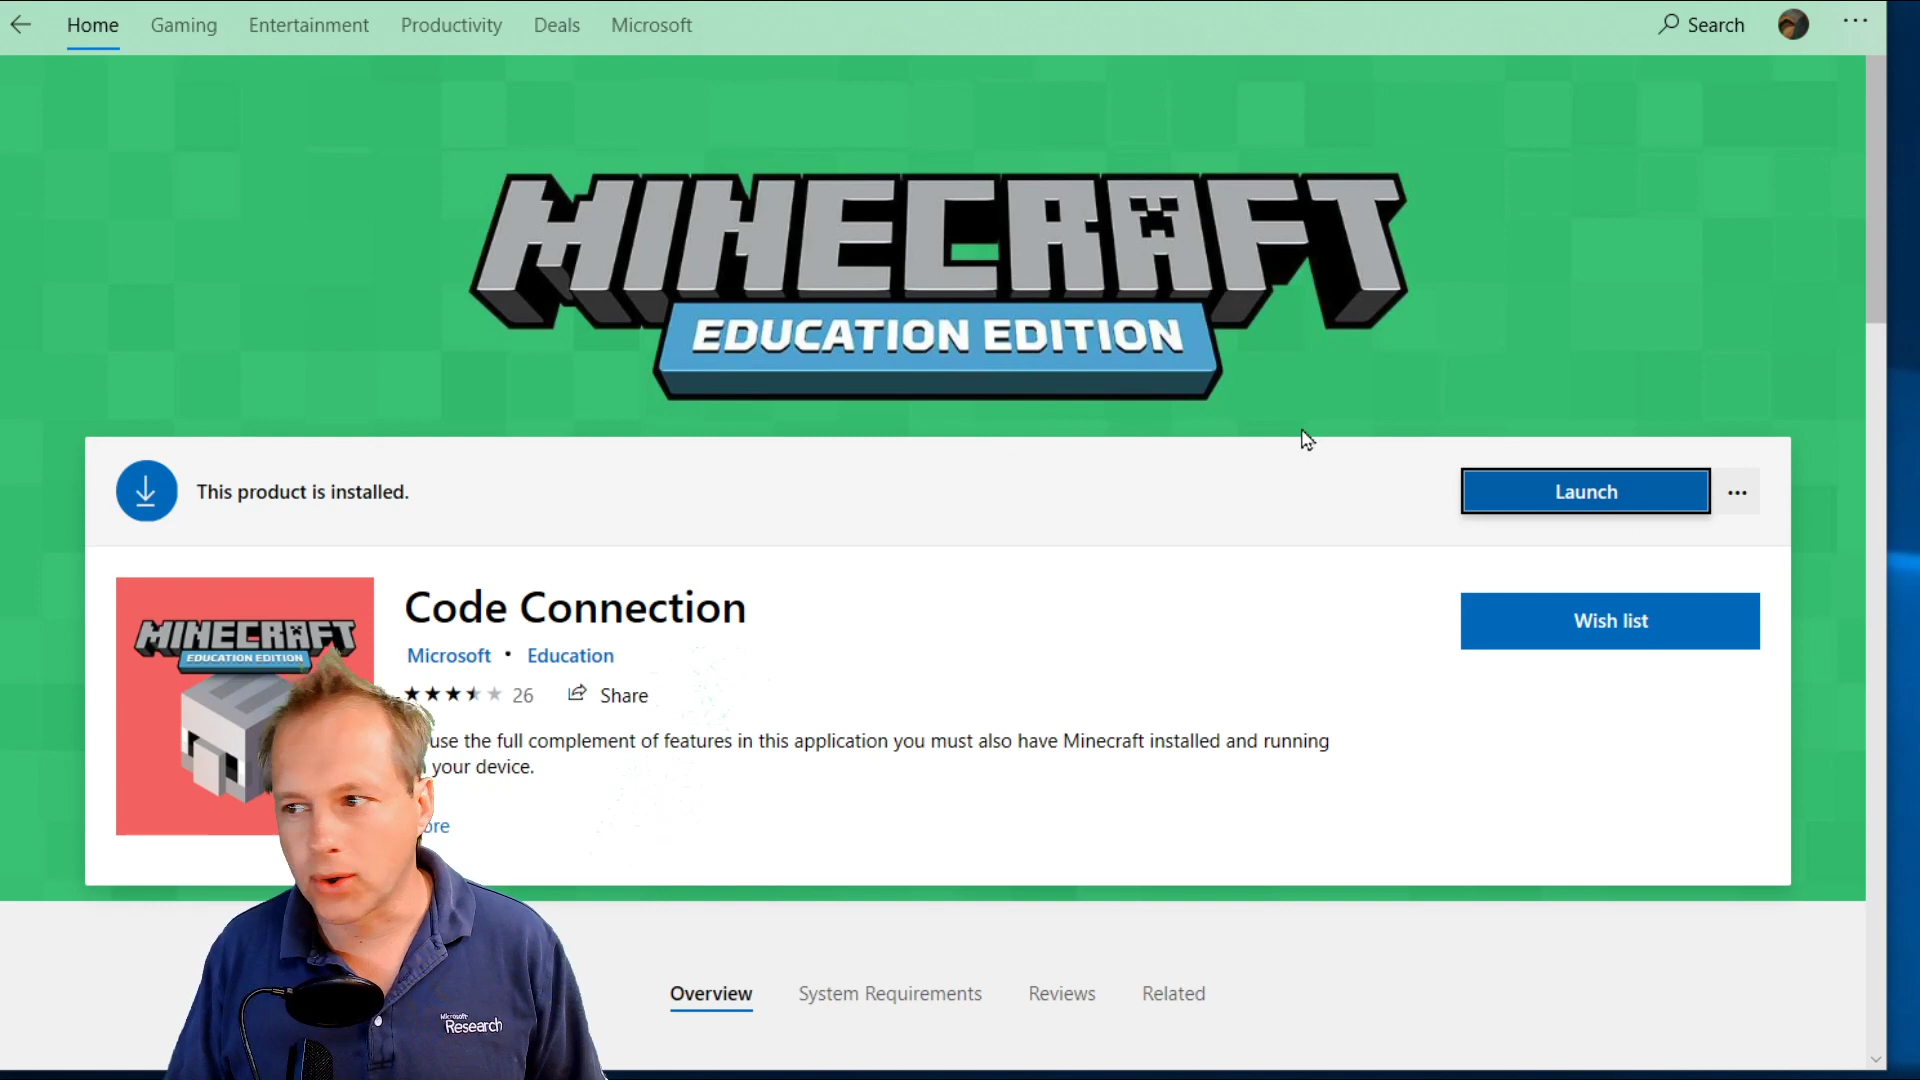 Home Gaming Entertainment Productivity Deals Microsoft Search
MINECRAFT
EDUCATION EDITION
This product is installed.
Launch
Code Connection
MINECRAFT
EDUCATION EDITION
Microsoft • Education
26 Share
Wish list
use the full complement of features in this application you must also have Minecraft installed and running
your device.
ore
Microsoft
Research
Overview System Requirements Reviews Related